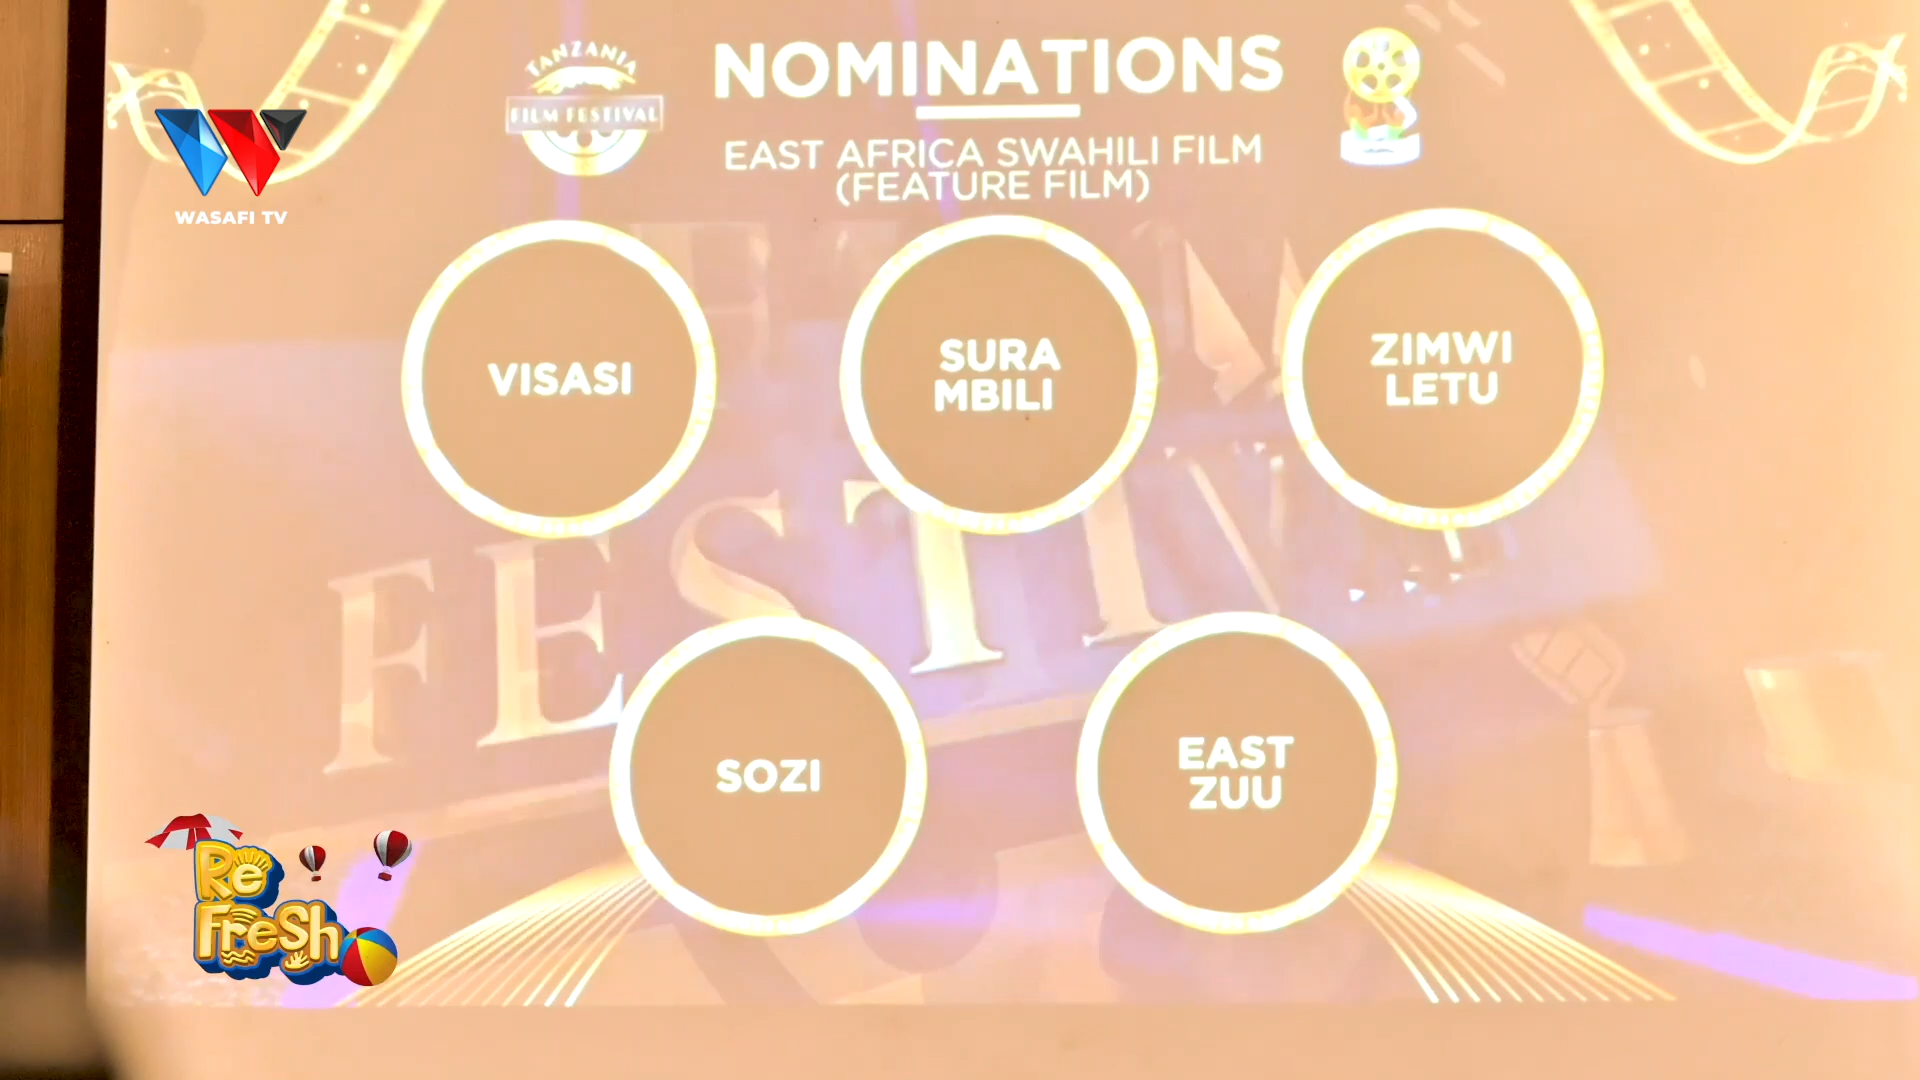 TANZANIA
FILM FESTIVAL
NOMINATIONS
EAST AFRICA SWAHILI FILM
(FEATURE FILM)
WASAFI TV
VISASI
SURA
MBILI
ZIMWI
LETU
FESTIV
SOZI
EAST
ZUU
Re
FreSh